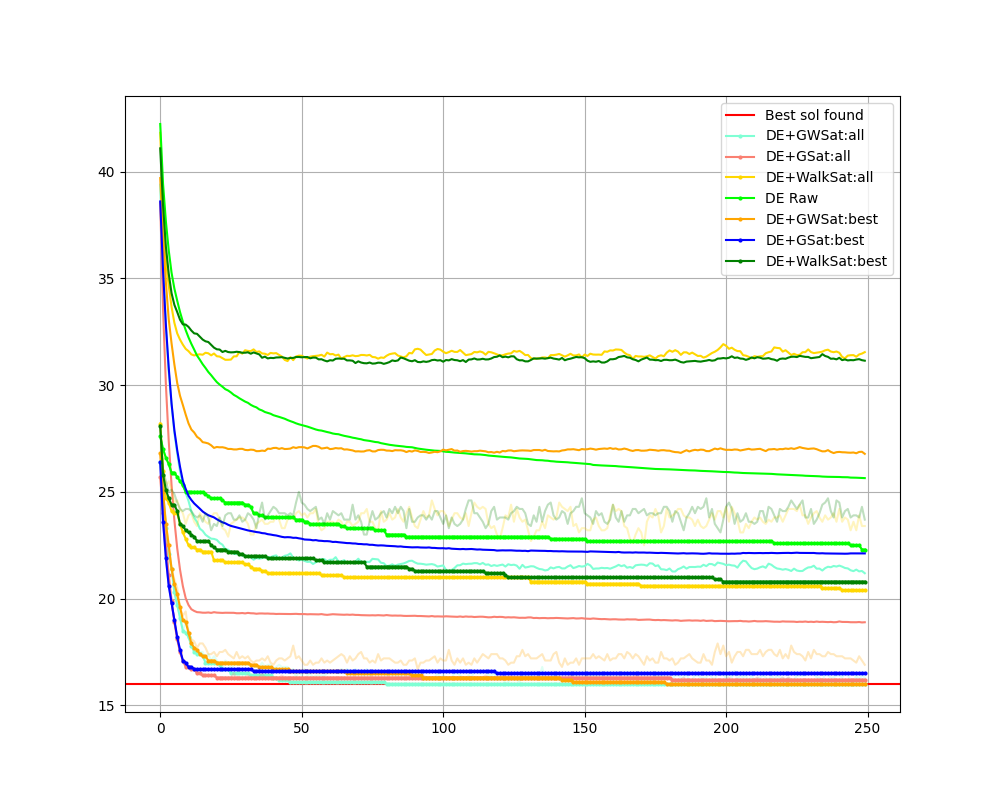 Best sol found
DE+GWSat:all
DE+GSat:all
DE+WalkSat:all
DE Raw
DE+GWSat:best
DE+GSat:best
DE+WalkSat:best
40
35
30
25
20
15
0 50 100 150 200 250